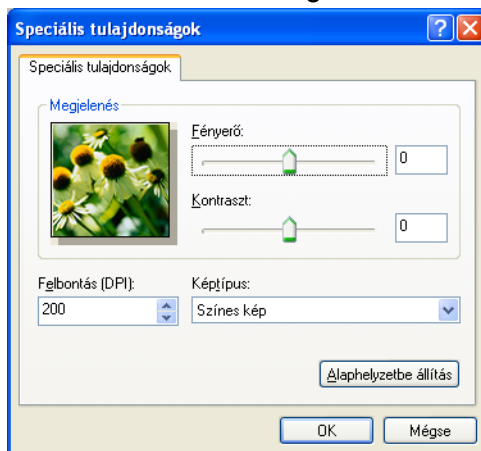 Speciális tulajdonságok
Speciális tulajdonságok
Megjelenés
Fényerő:
0
Kontraszt:
0
Felbontás (DPI): Képtípus:
200 Színes kép
Alaphelyzetbe állítás
OK Mégse